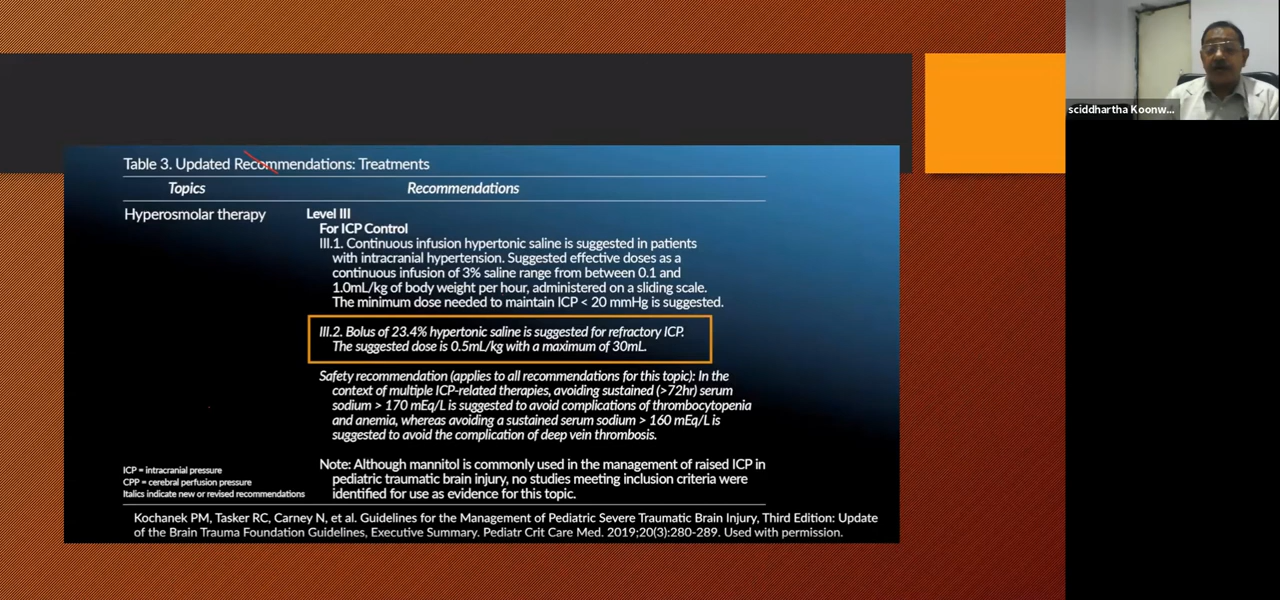 sciddhartha Koonw...
Table 3. Updated Recommendations: Treatments
Topics Recommendations
Hyperosmolar therapy Level III
For ICP Control
III.1. Continuous infusion hypertonic saline is suggested in patients
with intracranial hypertension. Suggested effective doses as a
continuous infusion of 3% saline range from between 0.1 and
1.0mL/kg of body weight per hour, administered on a sliding scale.
The minimum dose needed to maintain ICP < 20 mmHg is suggested.
III.2. Bolus of 23.4% hypertonic saline is suggested for refractory ICP.
The suggested dose is 0.5mL/kg with a maximum of 30mL.
Safety recommendation (applies to all recommendations for this topic): In the
context of multiple ICP-related therapies, avoiding sustained (>72hr) serum
sodium > 170 mEq/L is suggested to avoid complications of thrombocytopenia
and anemia, whereas avoiding a sustained serum sodium > 160 mEq/L is
suggested to avoid the complication of deep vein thrombosis.
Note: Although mannitol is commonly used in the management of raised ICP in
pediatric traumatic brain injury, no studies meeting inclusion criteria were
identified for use as evidence for this topic.
ICP = intracranial pressure
CPP = cerebral perfusion pressure
Italics indicate new or revised recommendations
Kochanek PM, Tasker RC, Carney N, et al. Guidelines for the Management of Pediatric Severe Traumatic Brain Injury, Third Edition: Update
of the Brain Trauma Foundation Guidelines, Executive Summary. Pediatr Crit Care Med. 2019;20(3):280-289. Used with permission.